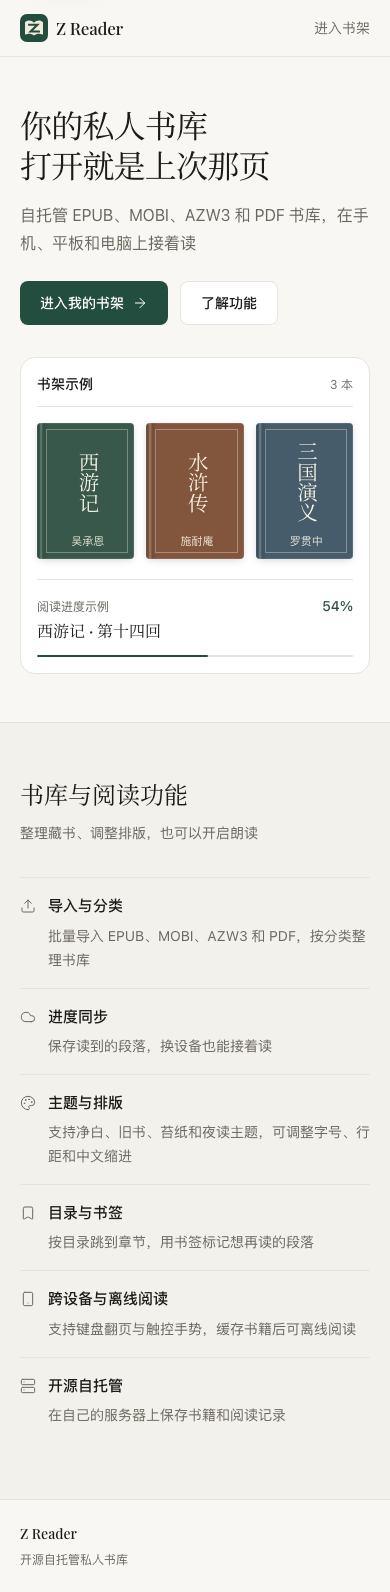 Z Reader
进入书架
你的私人书库
打开就是上次那页
自托管 EPUB、MOBI、AZW3 和 PDF 书库，在手
机、平板和电脑上接着读
进入我的书架
了解功能
书架示例
3 本
西游记
吴承恩
水浒传
施耐庵
三国演义
罗贯中
阅读进度示例
54%
西游记 · 第十四回
书库与阅读功能
整理藏书、调整排版，也可以开启朗读
导入与分类
批量导入 EPUB、MOBI、AZW3 和 PDF，按分类整
理书库
进度同步
保存读到的段落，换设备也能接着读
主题与排版
支持净白、旧书、苔纸和夜读主题，可调整字号、行
距和中文缩进
目录与书签
按目录跳到章节，用书签标记想再读的段落
跨设备与离线阅读
支持键盘翻页与触控手势，缓存书籍后可离线阅读
开源自托管
在自己的服务器上保存书籍和阅读记录
Z Reader
开源自托管私人书库